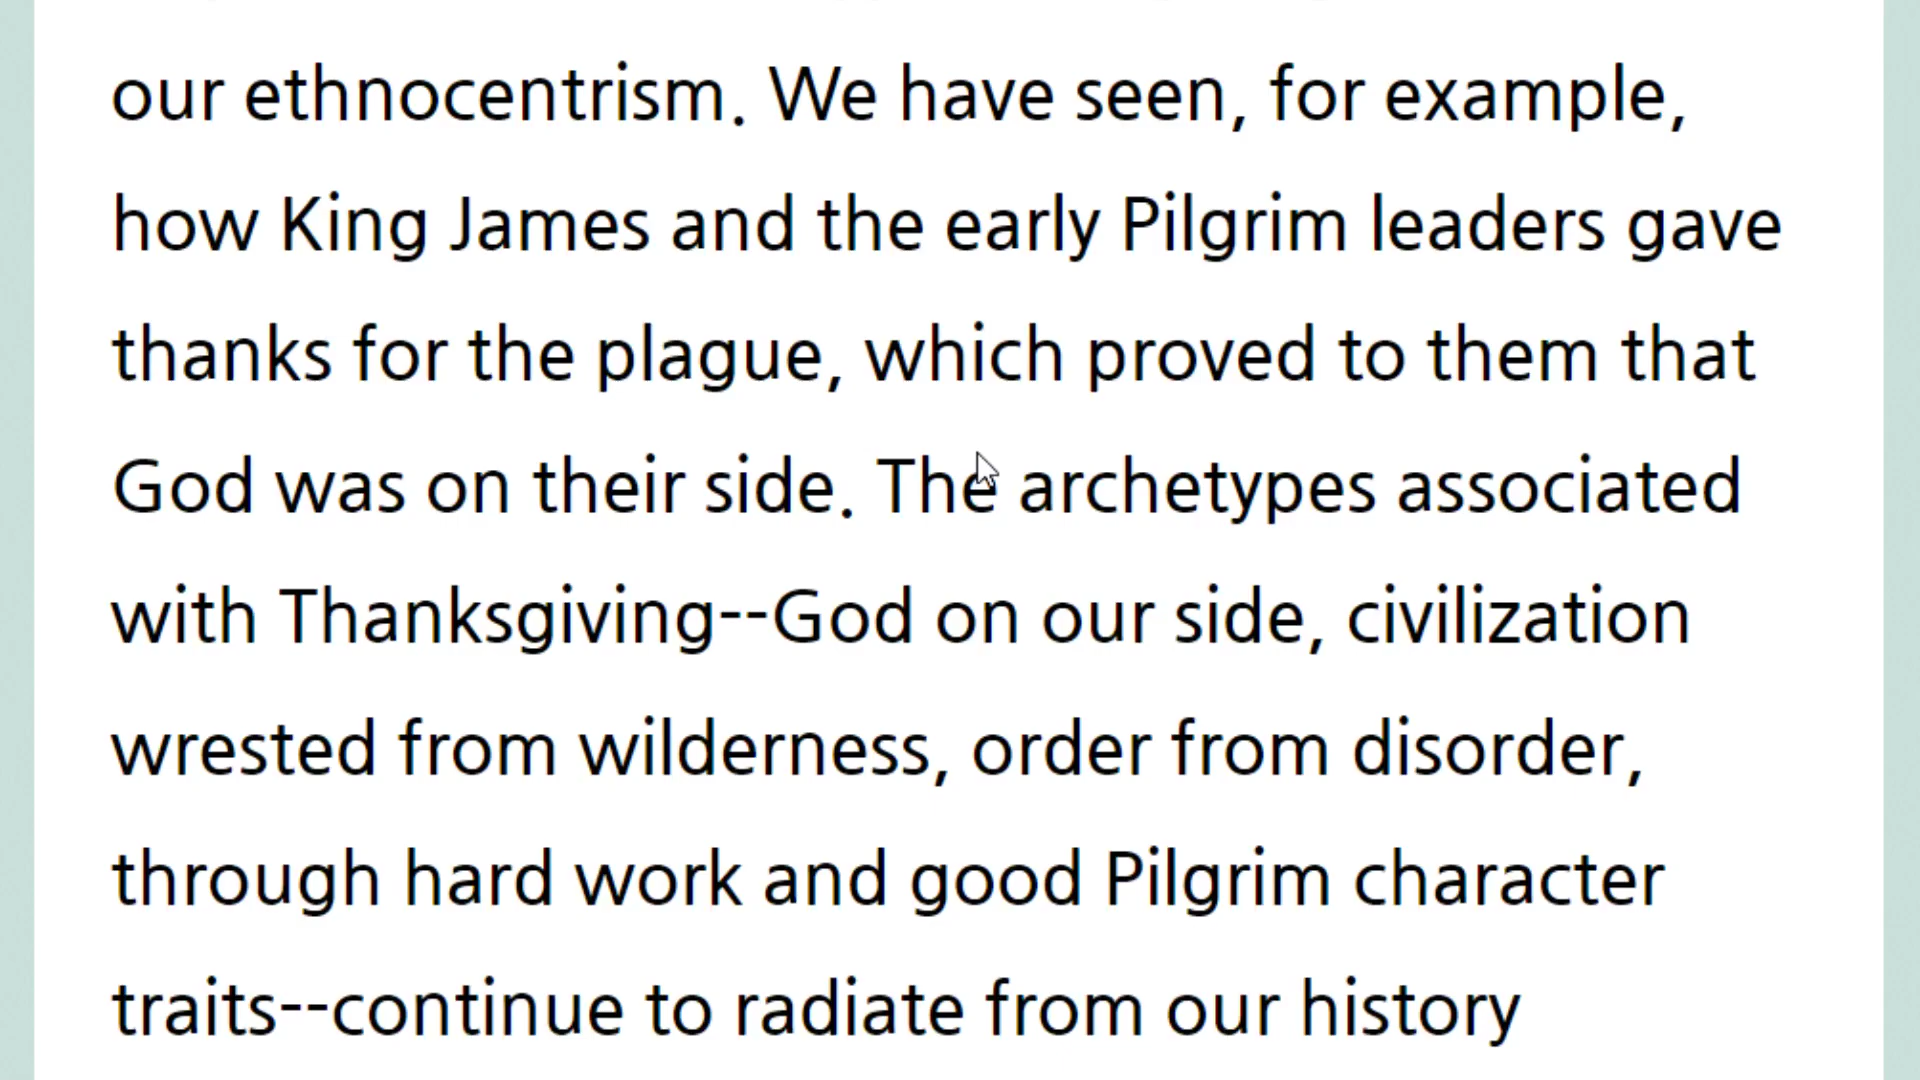 our ethnocentrism. We have seen, for example,
how King James and the early Pilgrim leaders gave
thanks for the plague, which proved to them that
God was on their side. The archetypes associated
with Thanksgiving--God on our side, civilization
wrested from wilderness, order from disorder,
through hard work and good Pilgrim character
traits--continue to radiate from our history